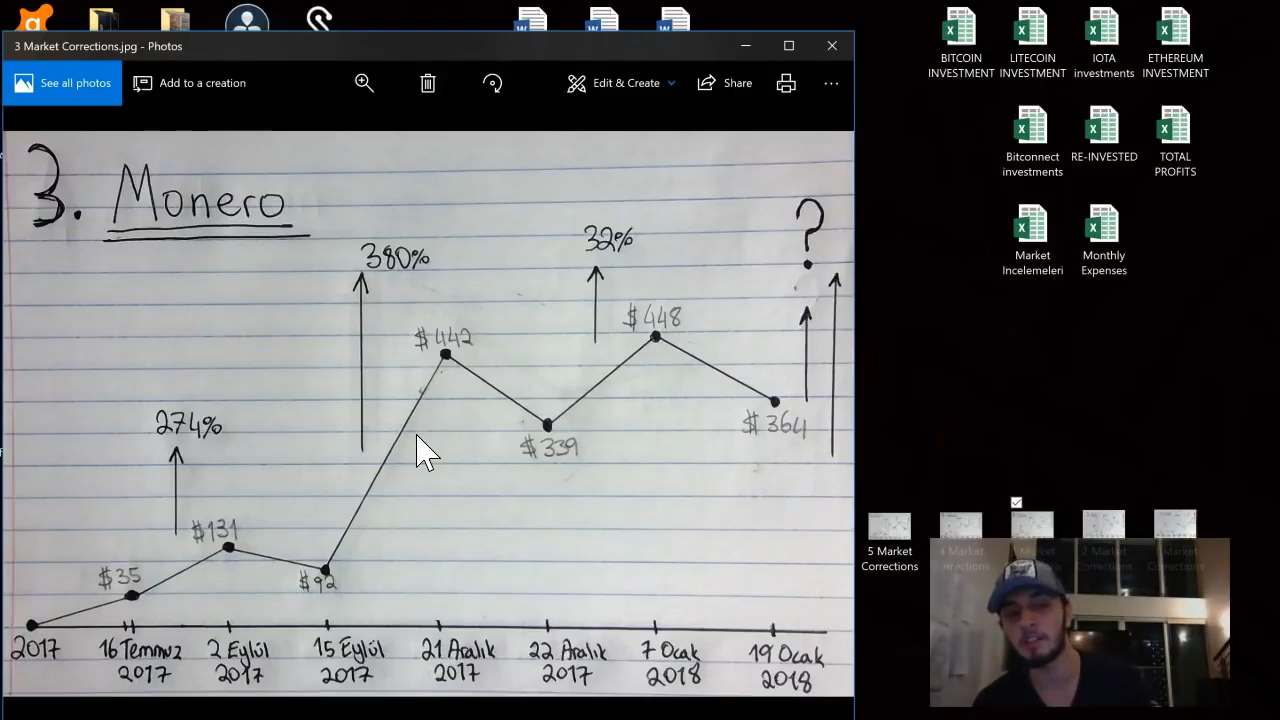 3 Market Corrections.jpg - Photos
See all photos
Add to a creation
Edit & Create
Share
3. Monero
380%
32%
?
$442
$448
274%
$339
$364
$131
$35
$92
2017
16 Temmuz
2017
2 Eylül
2017
15 Eylül
2017
21 Aralık
2017
22 Aralık
2017
7 Ocak
2018
19 Ocak
2018
BITCOIN
INVESTMENT
LITECOIN
INVESTMENT
IOTA
investments
ETHEREUM
INVESTMENT
Bitconnect
investments
RE-INVESTED
TOTAL
PROFITS
Market
Incelemeleri
Monthly
Expenses
5 Market
Corrections